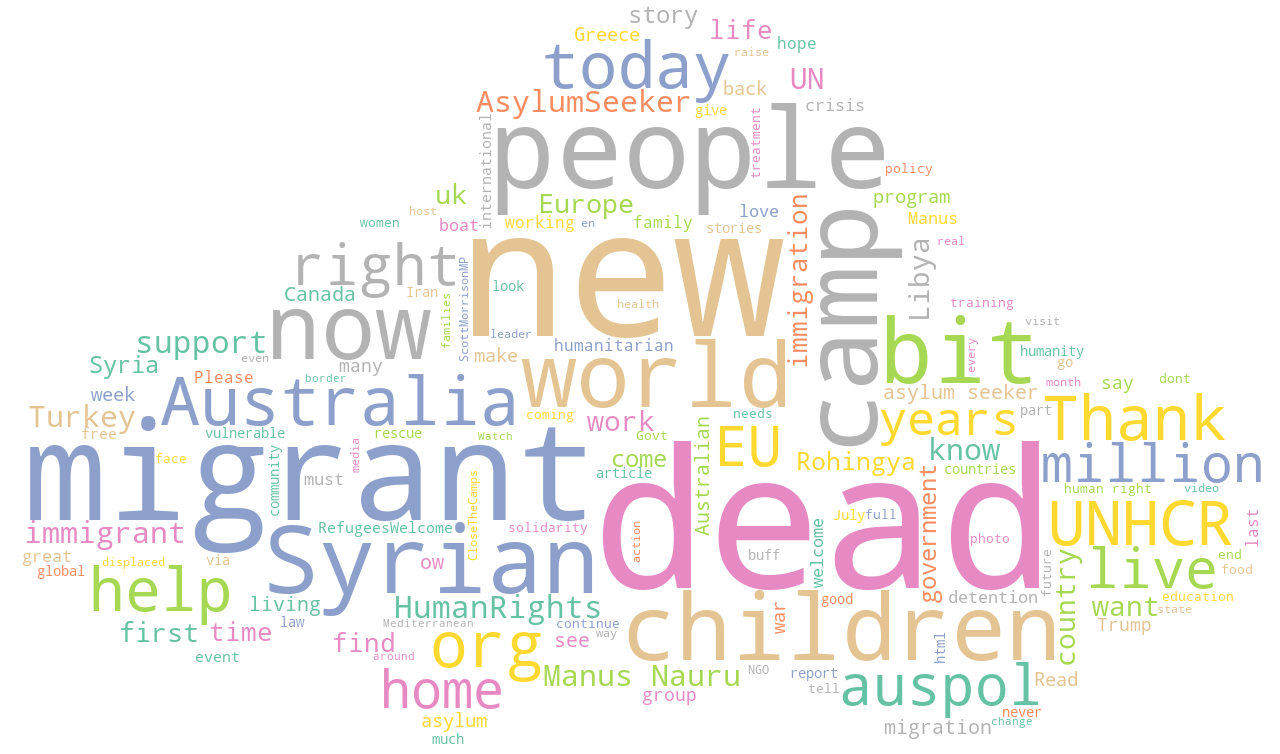 story
life
Greece
hope
raise
today
UN
back
AsylumSeeker
crisis
give
international
treatment
people
policy
uk
Europe
program
host
love
Manus
women
boat
working
en
family
stories
immigration
camp
Libya
real
right
new
ScottMorrisonMP
look
Canada
Iran
families
health
training
now
leader
visit
support
humanitarian
bit
every
humanity
Syria
even
many
make
world
go
Please
border
month
say
dont
week
Australia
asylum seeker
Turkey
free
coming
work
needs
years
part
Thank
vulnerable
rescue
Watch
Govt
Australian
EU
know
migrant
face
community
media
come
Rohingya
countries
million
article
must
CloseTheCamps
human right
video
immigrant
RefugeesWelcome
solidarity
dead
July
full
government
UNHCR
last
great
displaced
via
Syrian
action
photo
buff
welcome
end
global
ow
future
country
live
food
help
living
HumanRights
children
war
good
detention
want
education
state
law
Mediterranean
continue
Trump
first
time
find
org
see
way
html
event
around
home
Manus Nauru
NGO
report
auspol
Read
group
tell
asylum
never
migration
change
much